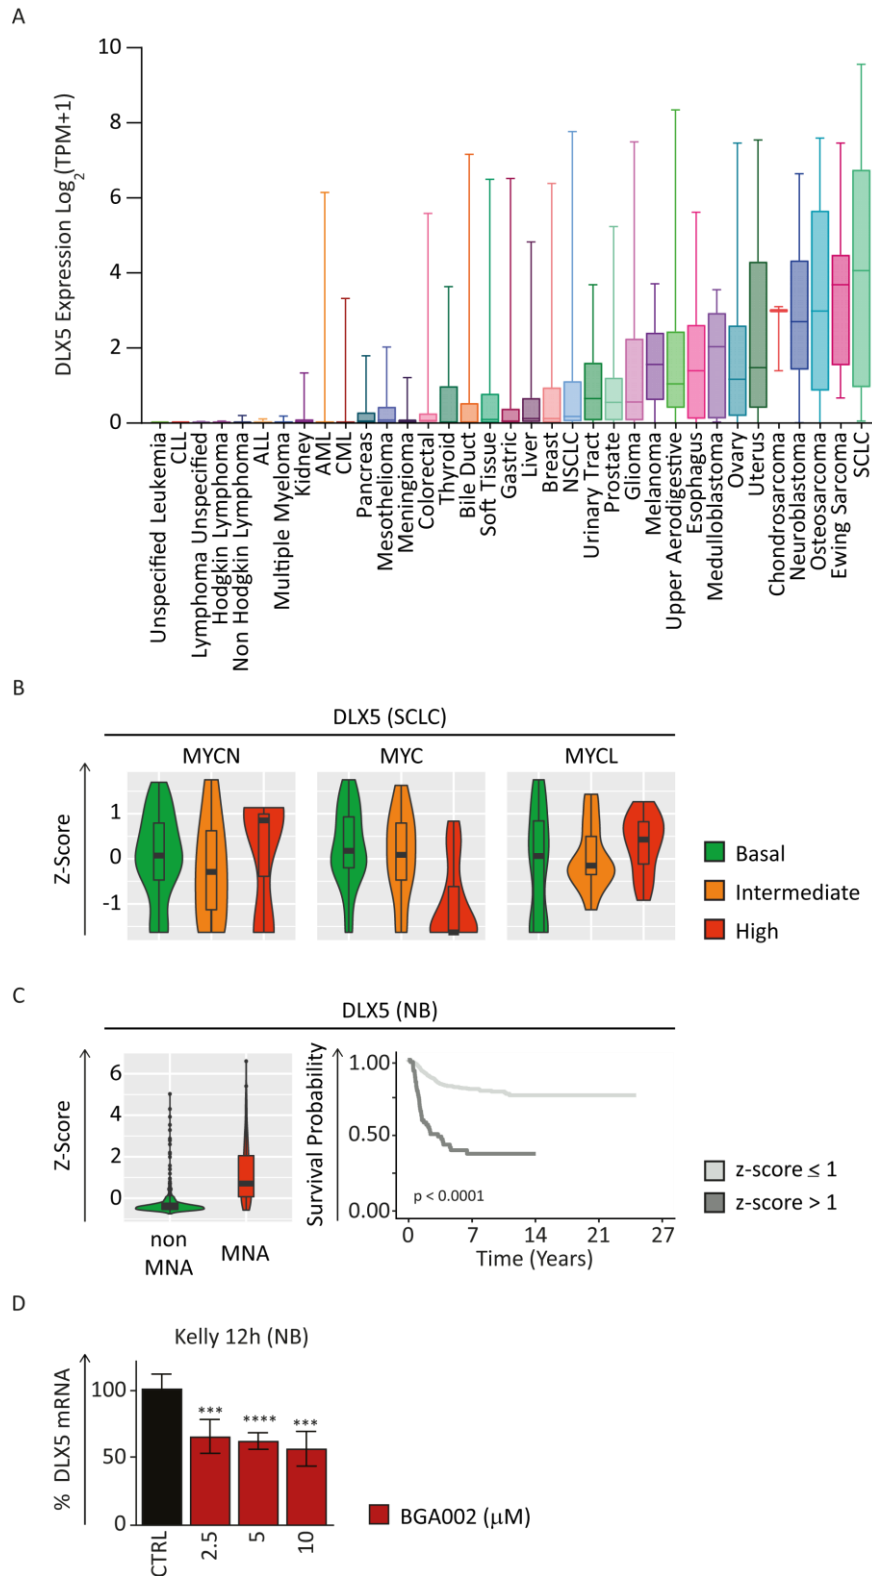 A
DLX5 Expression Log2(TPM+1)
10
8
6
4
2
0
Unspecified Leukemia
CLL
Lymphoma Unspecified
Hodgkin Lymphoma
Non Hodgkin Lymphoma
ALL
Multiple Myeloma
Kidney
AML
CML
Pancreas
Mesothelioma
Meningioma
Colorectal
Thyroid
Bile Duct
Soft Tissue
Gastric
Liver
Breast
NSCLC
Urinary Tract
Prostate
Glioma
Melanoma
Upper Aerodigestive
Esophagus
Medulloblastoma
Ovary
Uterus
Chondrosarcoma
Neuroblastoma
Osteosarcoma
Ewing Sarcoma
SCLC
B
DLX5 (SCLC)
MYCN MYC MYCL
Z-Score
1
0
-1
Basal
Intermediate
High
C
DLX5 (NB)
Z-Score
6
4
2
0
non MNA
MNA
Survival Probability
1.00
0.50
0.00
p < 0.0001
0 7 14 21 27
Time (Years)
z-score ≤ 1
z-score > 1
D
Kelly 12h (NB)
% DLX5 mRNA
100
50
0
*** **** ***
CTRL
2.5
5
10
BGA002 (µM)